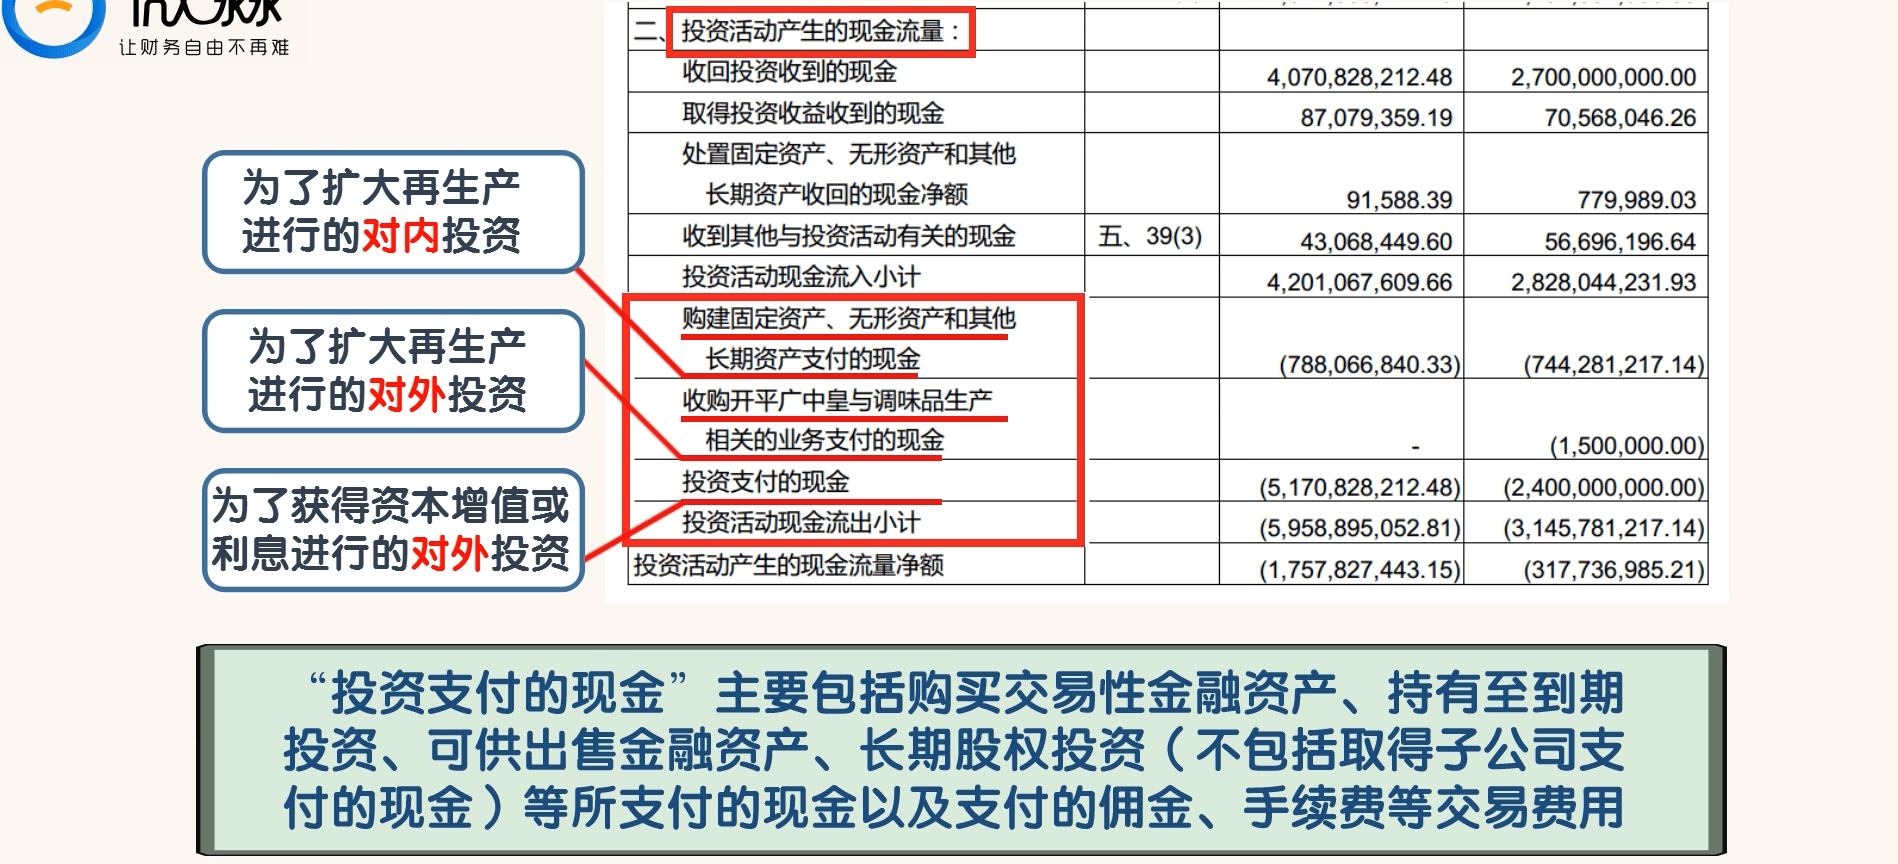 让财务自由不再难
二、投资活动产生的现金流量：
收回投资收到的现金 4,070,828,212.48 2,700,000,000.00
取得投资收益收到的现金 87,079,359.19 70,568,046.26
处置固定资产、无形资产和其他
长期资产收回的现金净额 91,588.39 779,989.03
收到其他与投资活动有关的现金 五、39(3) 43,068,449.60 56,696,196.64
投资活动现金流入小计 4,201,067,609.66 2,828,044,231.93
购建固定资产、无形资产和其他
长期资产支付的现金 (788,066,840.33) (744,281,217.14)
收购开平广中皇与调味品生产
相关的业务支付的现金 - (1,500,000.00)
投资支付的现金 (5,170,828,212.48) (2,400,000,000.00)
投资活动现金流出小计 (5,958,895,052.81) (3,145,781,217.14)
投资活动产生的现金流量净额 (1,757,827,443.15) (317,736,985.21)
为了扩大再生产
进行的对内投资
为了扩大再生产
进行的对外投资
为了获得资本增值或
利息进行的对外投资
“投资支付的现金”主要包括购买交易性金融资产、持有至到期
投资、可供出售金融资产、长期股权投资（不包括取得子公司支
付的现金）等所支付的现金以及支付的佣金、手续费等交易费用